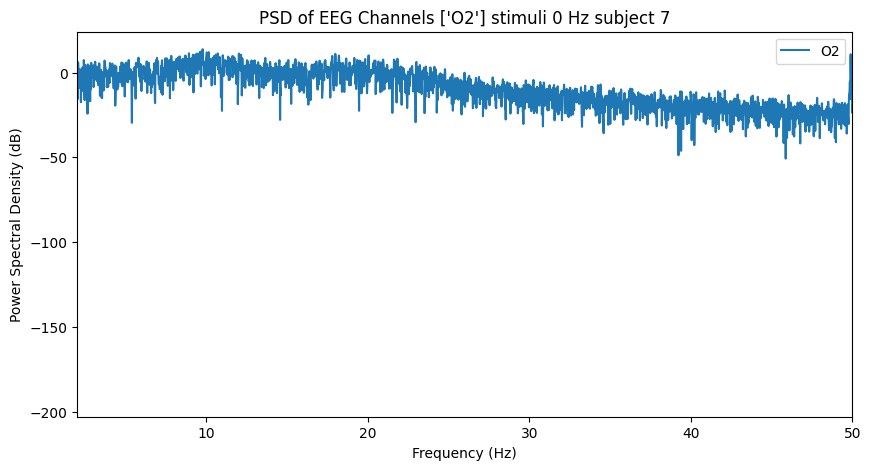 PSD of EEG Channels ['O2'] stimuli 0 Hz subject 7
O2
Power Spectral Density (dB)
0
−50
−100
−150
−200
10
20
30
40
50
Frequency (Hz)